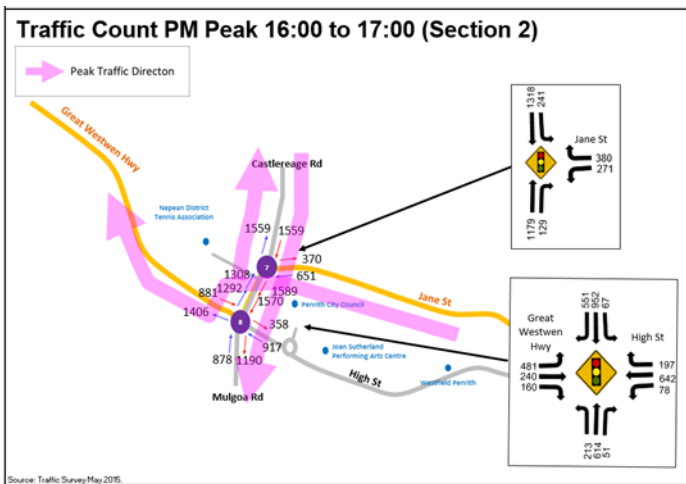 Traffic Count PM Peak 16:00 to 17:00 (Section 2)
Peak Traffic Directon
Great Westwen Hwy
Castlereage Rd
Nepean District
Tennis Association
1559
1559
7
370
651
1308
1292
1589
1570
881
1406
8
358
917
878
1190
Mulgoa Rd
Jane St
Penrith City Council
Joan Sutherland
Performing Arts Centre
High St
Westfield Penrith
1318
241
Jane St
380
271
1179
129
551
952
67
Great
Westwen
Hwy
High St
481
240
160
197
642
78
213
614
51
Source: Traffic Survey May 2015.